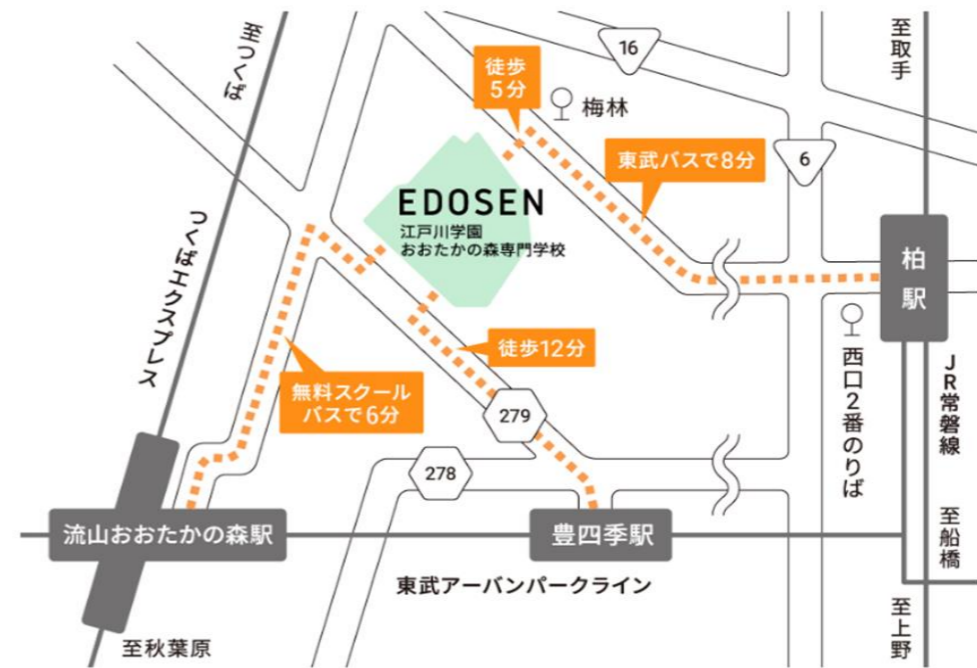 至つくば
16
至取手
徒歩
5分
梅林
東武バスで8分
6
EDOSEN
江戸川学園
おおたかの森専門学校
つくばエクスプレス
柏駅
徒歩12分
西口2番のりば
JR常磐線
無料スクール
バスで6分
279
278
流山おおたかの森駅
豊四季駅
至船橋
東武アーバンパークライン
至秋葉原
至上野